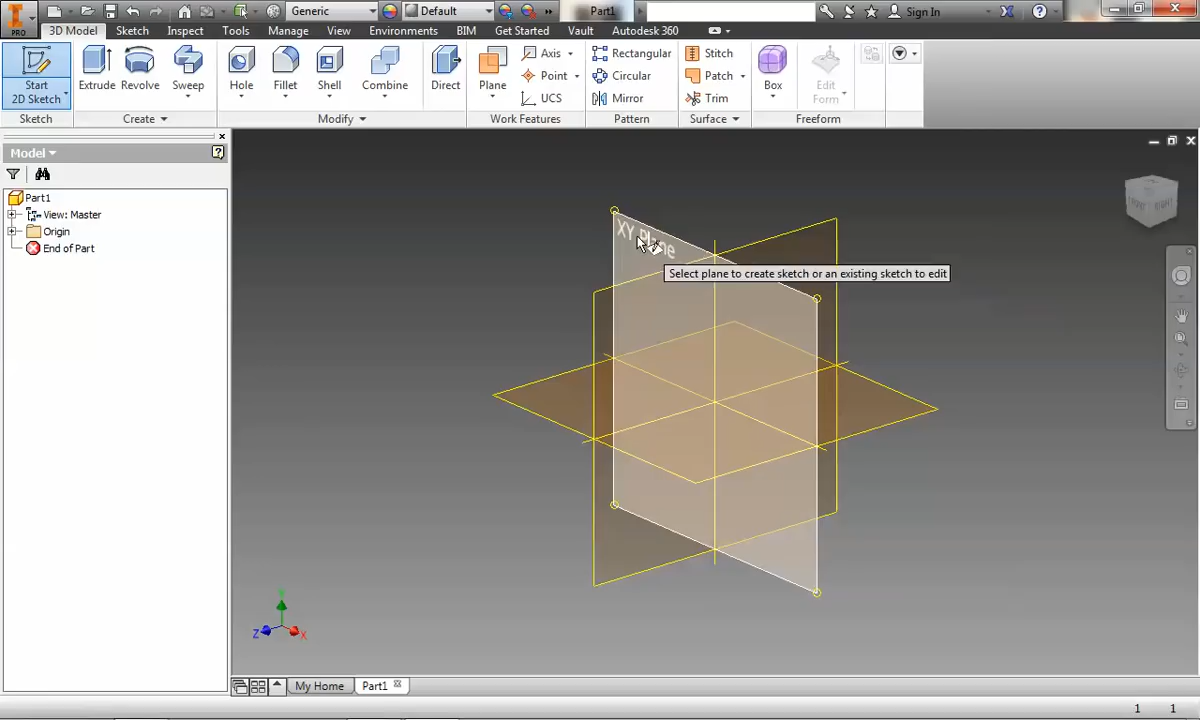 Generic
Default
Part1
Sign In
PRO
3D Model
Sketch
Inspect
Tools
Manage
View
Environments
BIM
Get Started
Vault
Autodesk 360
Start
2D Sketch
Extrude
Revolve
Sweep
Hole
Fillet
Shell
Combine
Direct
Plane
Axis
Point
UCS
Rectangular
Circular
Mirror
Stitch
Patch
Trim
Box
Edit
Form
Sketch
Create
Modify
Work Features
Pattern
Surface
Freeform
Model
Part1
View: Master
Origin
End of Part
XY Plane
Select plane to create sketch or an existing sketch to edit
FRONT
RIGHT
Y
Z
X
My Home
Part1
1
1